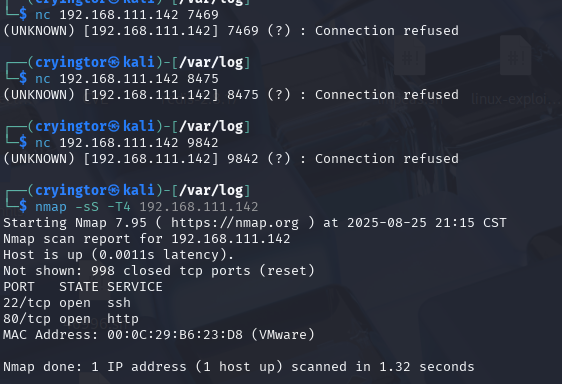 (cryingtor㉿kali)-[/var/log]
└─$ nc 192.168.111.142 7469
(UNKNOWN) [192.168.111.142] 7469 (?) : Connection refused
┌──(cryingtor㉿kali)-[/var/log]
└─$ nc 192.168.111.142 8475
(UNKNOWN) [192.168.111.142] 8475 (?) : Connection refused
┌──(cryingtor㉿kali)-[/var/log]
└─$ nc 192.168.111.142 9842
(UNKNOWN) [192.168.111.142] 9842 (?) : Connection refused
┌──(cryingtor㉿kali)-[/var/log]
└─$ nmap -sS -T4 192.168.111.142
Starting Nmap 7.95 ( https://nmap.org ) at 2025-08-25 21:15 CST
Nmap scan report for 192.168.111.142
Host is up (0.0011s latency).
Not shown: 998 closed tcp ports (reset)
PORT   STATE SERVICE
22/tcp open  ssh
80/tcp open  http
MAC Address: 00:0C:29:B6:23:D8 (VMware)
Nmap done: 1 IP address (1 host up) scanned in 1.32 seconds
linux-exploi...